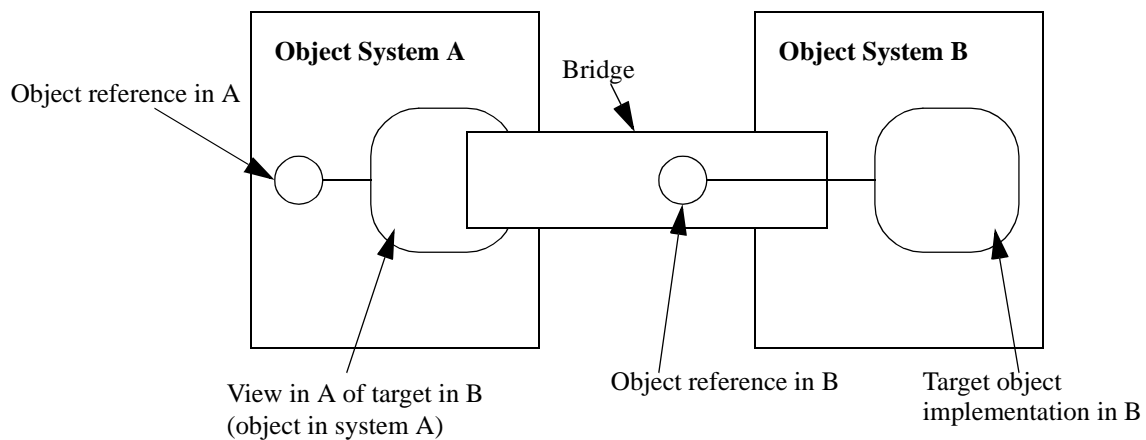 Object System A
Object System B
Bridge
Object reference in A
View in A of target in B
(object in system A)
Object reference in B
Target object
implementation in B